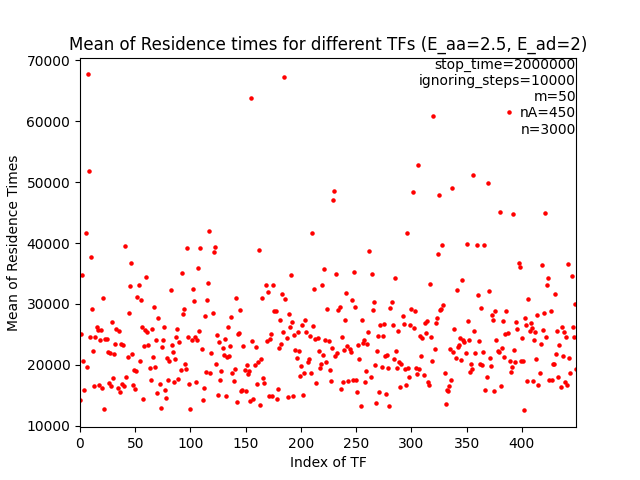 Mean of Residence times for different TFs (E_aa=2.5, E_ad=2)
stop_time=2000000
ignoring_steps=10000
m=50
nA=450
n=3000
Mean of Residence Times
70000
60000
50000
40000
30000
20000
10000
0 50 100 150 200 250 300 350 400
Index of TF